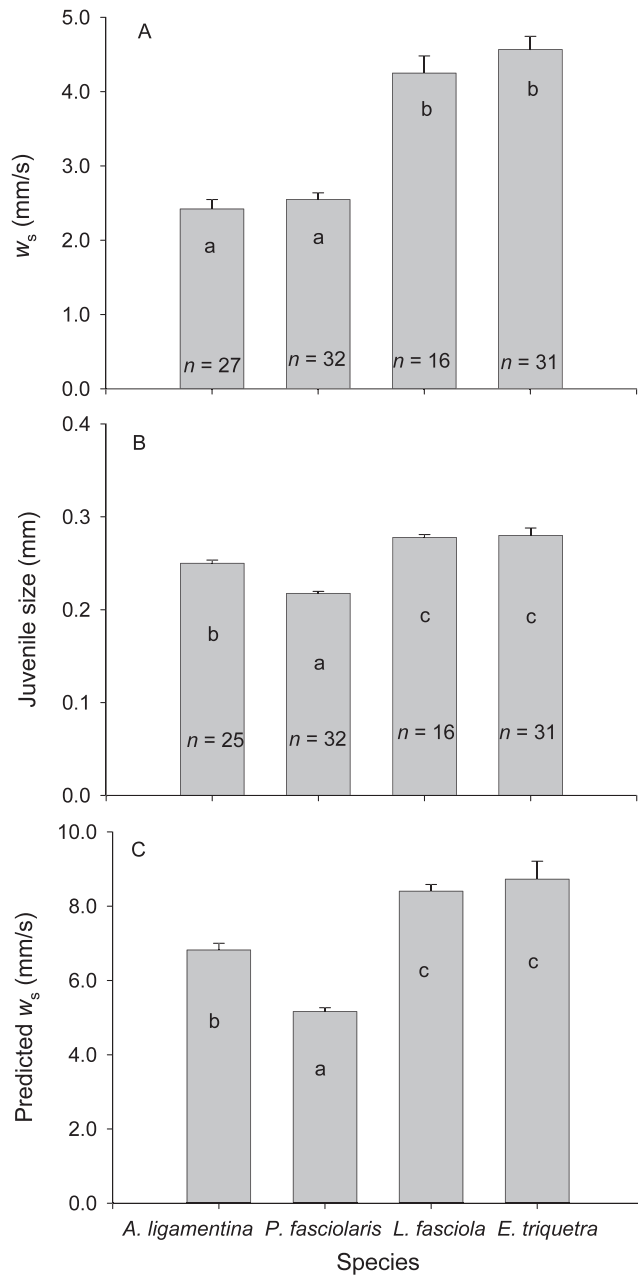 A
5.0
4.0
3.0
2.0
1.0
0.0
ws (mm/s)
a
a
b
b
n = 27
n = 32
n = 16
n = 31
B
0.4
0.3
0.2
0.1
0.0
Juvenile size (mm)
b
a
c
c
n = 25
n = 32
n = 16
n = 31
C
10.0
8.0
6.0
4.0
2.0
0.0
Predicted ws (mm/s)
b
a
c
c
A. ligamentina P. fasciolaris L. fasciola E. triquetra
Species